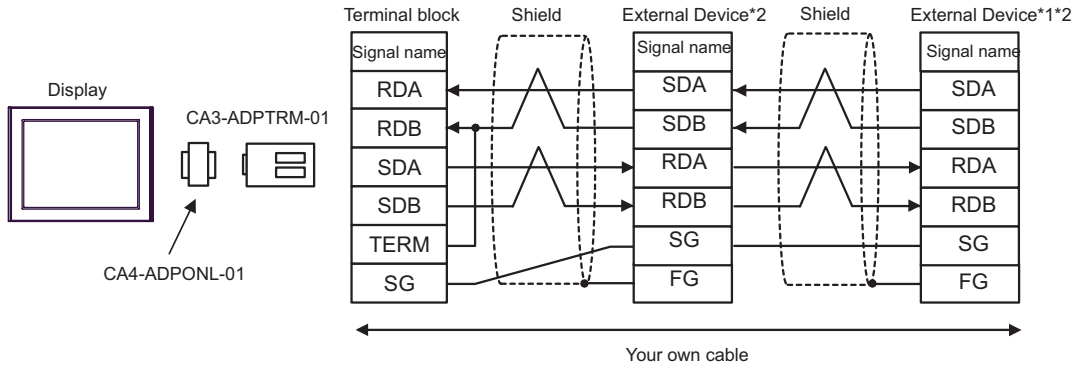 Terminal block
Shield
External Device*2
Shield
External Device*1*2
Signal name
Signal name
Signal name
RDA
SDA
SDA
RDB
SDB
SDB
SDA
RDA
RDA
SDB
RDB
RDB
TERM
SG
SG
SG
FG
FG
Display
CA3-ADPTRM-01
CA4-ADPONL-01
Your own cable